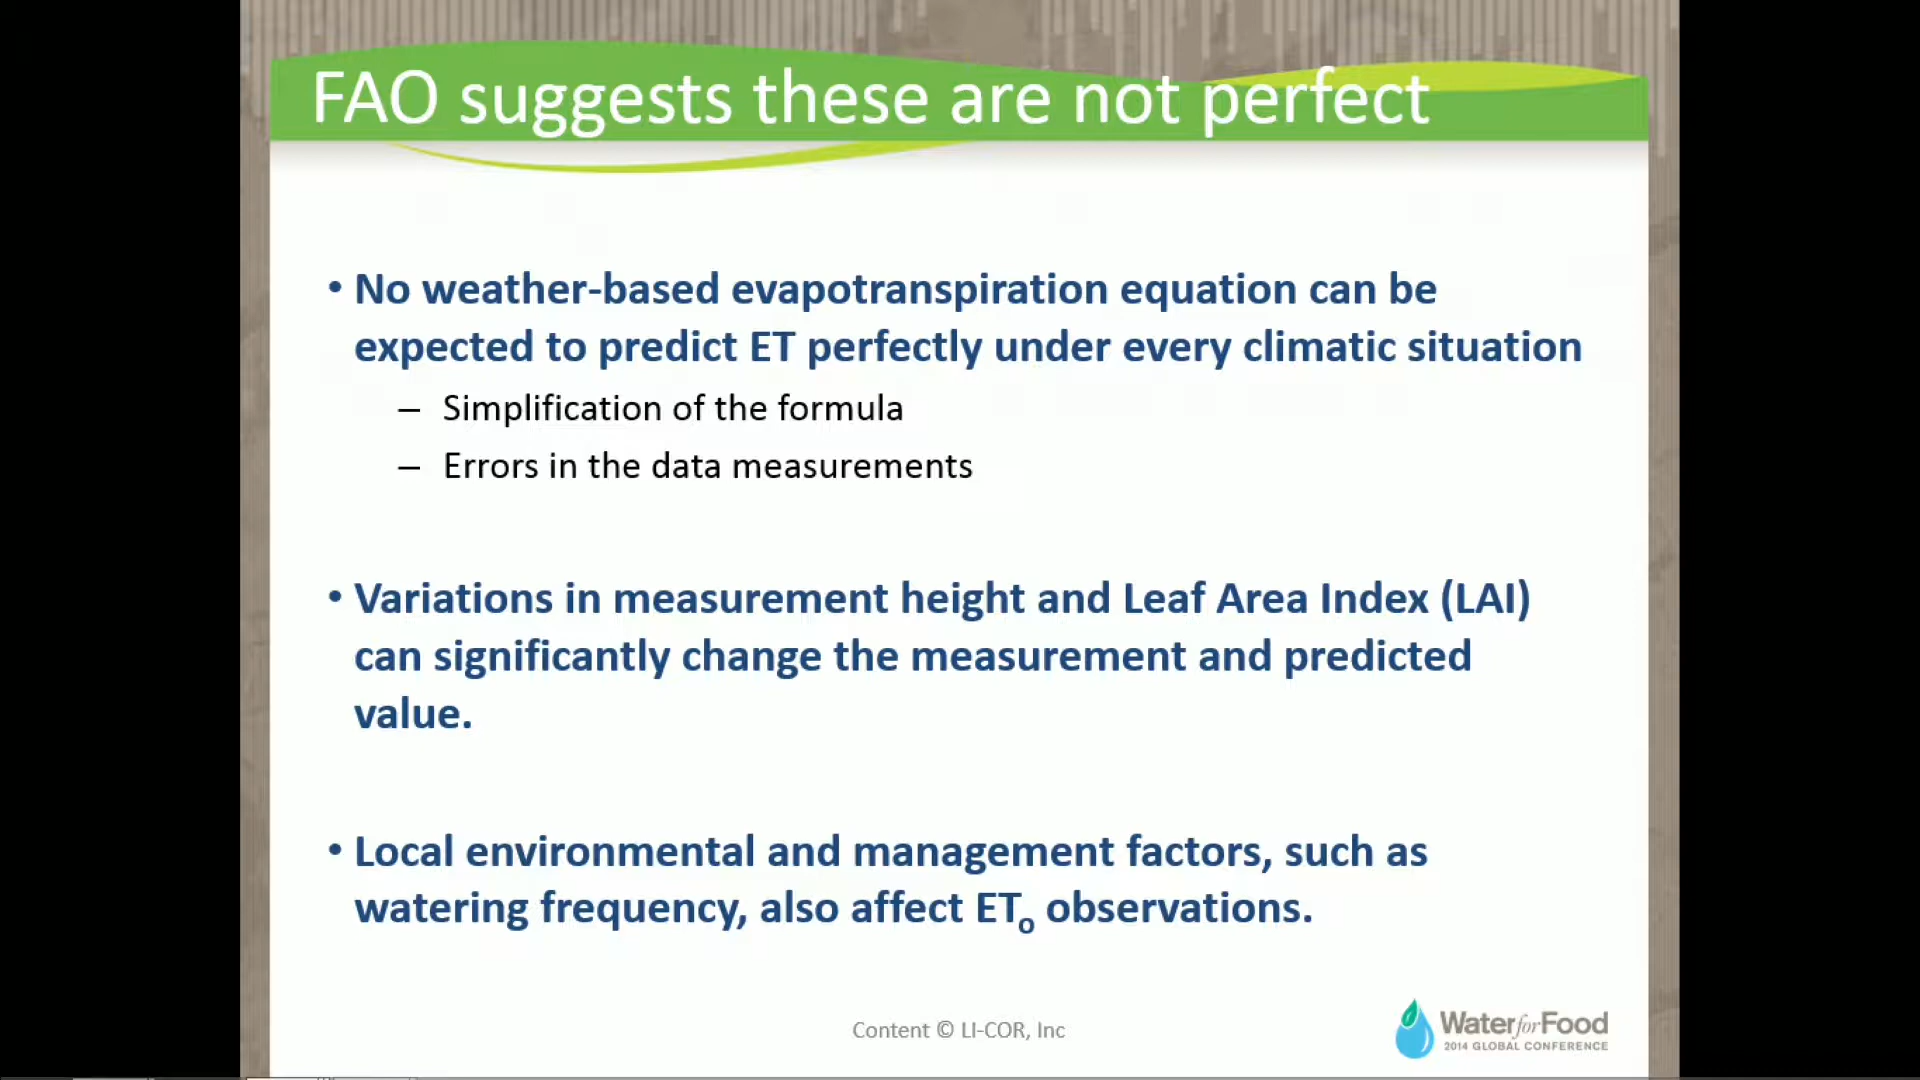 FAO suggests these are not perfect
• No weather-based evapotranspiration equation can be
expected to predict ET perfectly under every climatic situation
– Simplification of the formula
– Errors in the data measurements
• Variations in measurement height and Leaf Area Index (LAI)
can significantly change the measurement and predicted
value.
• Local environmental and management factors, such as
watering frequency, also affect ETo observations.
Content © LI-COR, Inc
Water for Food
2014 GLOBAL CONFERENCE